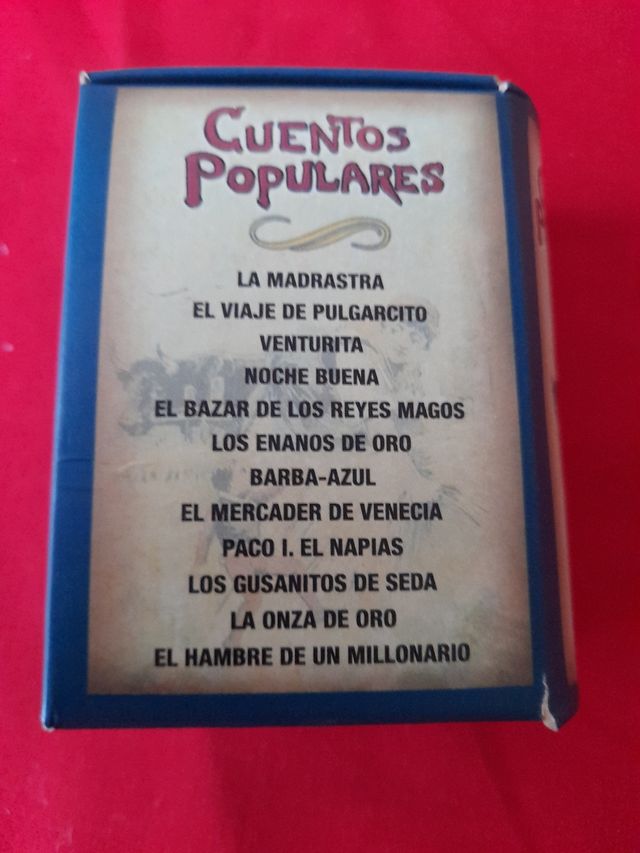 CUENTOS
POPULARES
LA MADRASTRA
EL VIAJE DE PULGARCITO
VENTURITA
NOCHE BUENA
EL BAZAR DE LOS REYES MAGOS
LOS ENANOS DE ORO
BARBA-AZUL
EL MERCADER DE VENECIA
PACO I. EL NAPIAS
LOS GUSANITOS DE SEDA
LA ONZA DE ORO
EL HAMBRE DE UN MILLONARIO